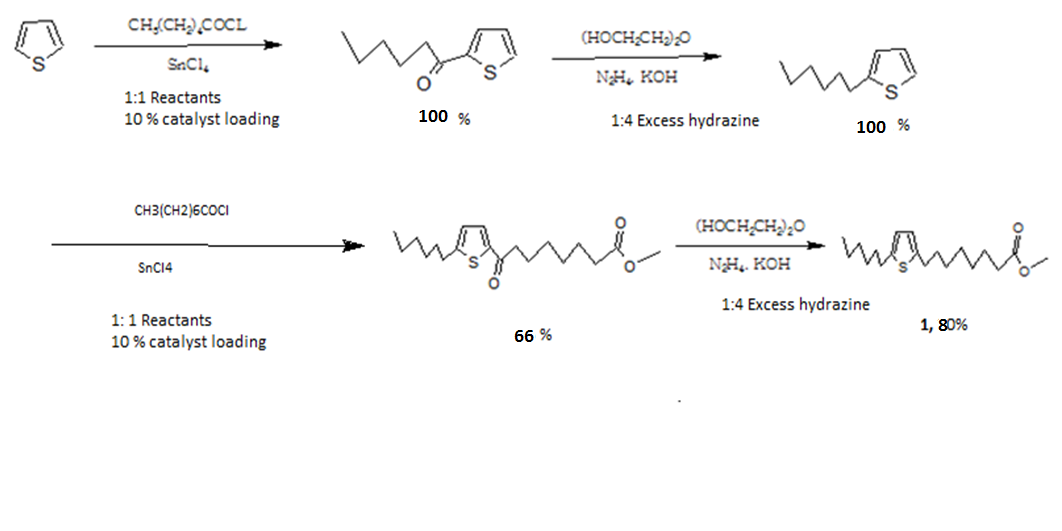 CH₃(CH₂)₄COCL
SnCl₄
1:1 Reactants
10 % catalyst loading
S
O
S
100 %
(HOCH₂CH₂)₂O
N₂H₄. KOH
1:4 Excess hydrazine
S
100 %
CH3(CH2)6COCl
SnCl4
1: 1 Reactants
10 % catalyst loading
S
O
O
O
66 %
(HOCH₂CH₂)₂O
N₂H₄. KOH
1:4 Excess hydrazine
S
O
O
1, 80%